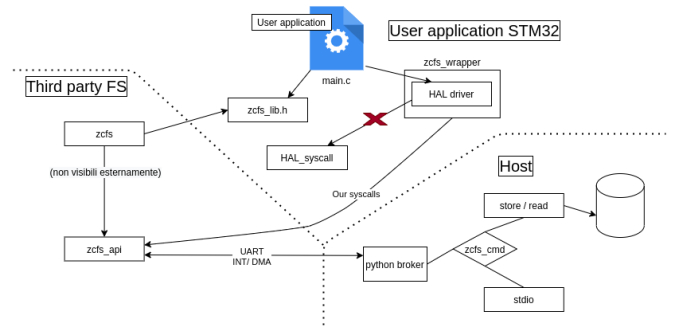 User application
User application STM32
zcfs_wrapper
Third party FS
main.c
HAL driver
zcfs_lib.h
zcfs
HAL_syscall
Host
(non visibili esternamente)
Our syscalls
store / read
zcfs_api
UART
INT/ DMA
python broker
zcfs_cmd
stdio